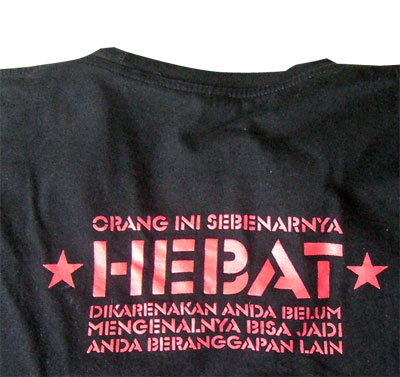 ORANG INI SEBENARNYA
HEBAT
DIKARENAKAN ANDA BELUM
MENGENALNYA BISA JADI
ANDA BERANGGAPAN LAIN